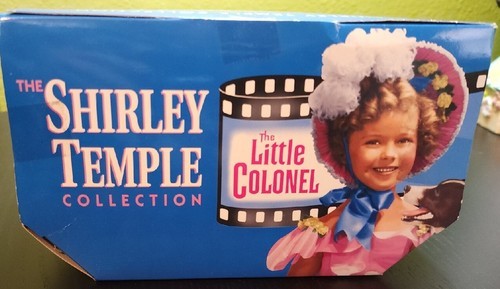 THE SHIRLEY
TEMPLE
COLLECTION
The
Little
COLONEL